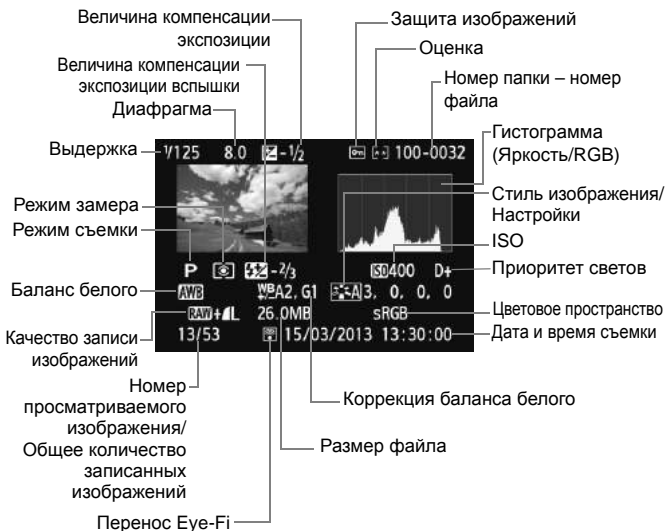 Величина компенсации
экспозиции
Величина компенсации
экспозиции вспышки
Диафрагма
Выдержка
Режим замера
Режим съемки
Баланс белого
Качество записи
изображений
Номер
просматриваемого
изображения/
Общее количество
записанных
изображений
Перенос Eye-Fi
Защита изображений
Оценка
Номер папки – номер
файла
Гистограмма
(Яркость/RGB)
Стиль изображения/
Настройки
ISO
Приоритет светов
Цветовое пространство
Дата и время съемки
Коррекция баланса белого
Размер файла
1/125 8.0 -1/2 100-0032
P -2/3 ISO 400 D+
AWB WB A2, G1 A 3, 0, 0, 0
RAW+L 26.0MB sRGB
13/53 15/03/2013 13:30:00